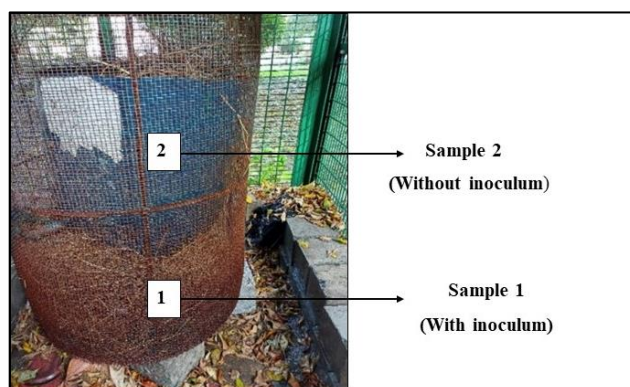 2
Sample 2
(Without inoculum)
1
Sample 1
(With inoculum)